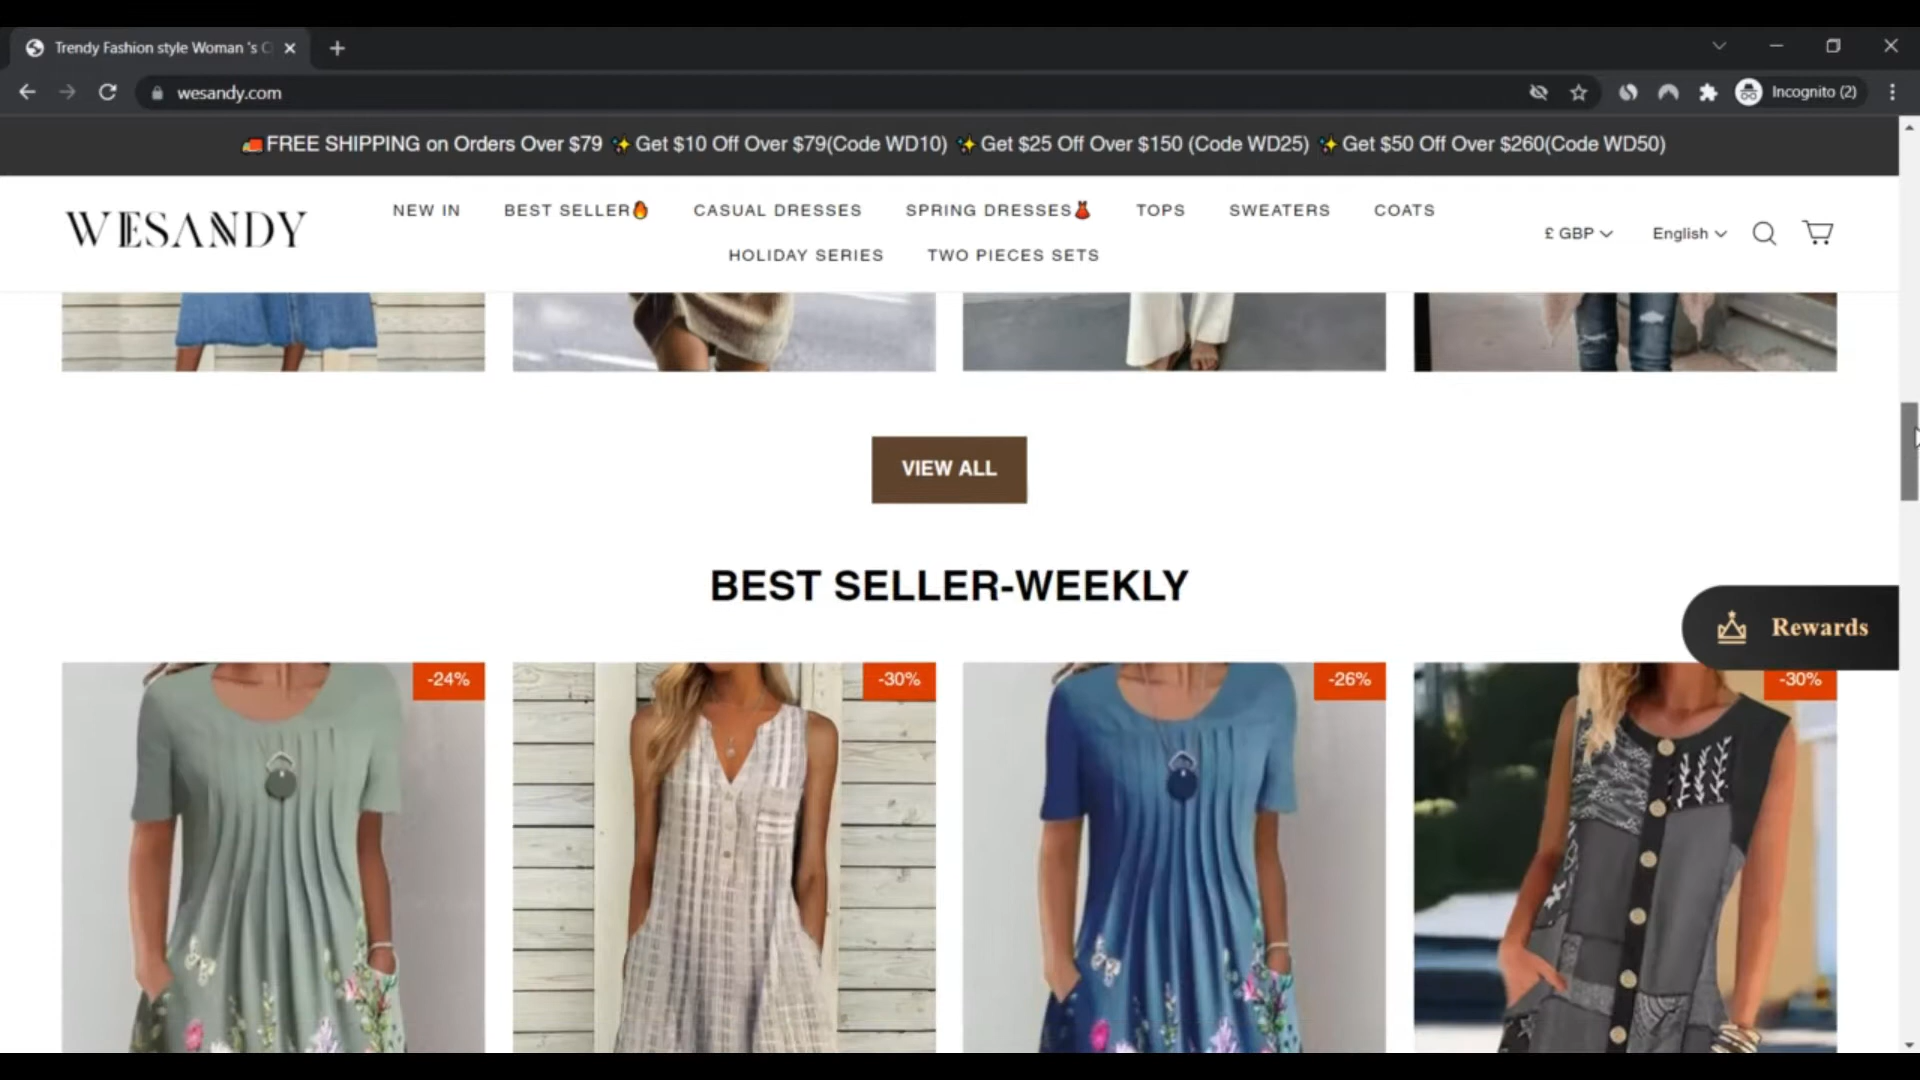 Trendy Fashion style Woman 's C
wesandy.com
Incognito (2)
🚚FREE SHIPPING on Orders Over $79 ✨Get $10 Off Over $79(Code WD10) ✨Get $25 Off Over $150 (Code WD25) ✨Get $50 Off Over $260(Code WD50)
WESANDY
NEW IN BEST SELLER🔥 CASUAL DRESSES SPRING DRESSES👗 TOPS SWEATERS COATS
HOLIDAY SERIES TWO PIECES SETS
£ GBP English
VIEW ALL
BEST SELLER-WEEKLY
Rewards
-24% -30% -26% -30%